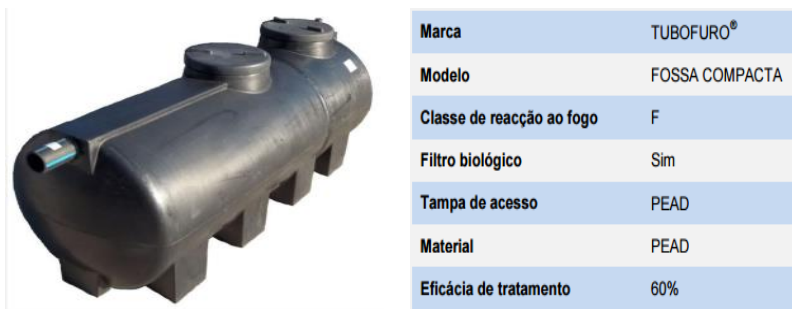 Marca TUBOFURO®
Modelo FOSSA COMPACTA
Classe de reacção ao fogo F
Filtro biológico Sim
Tampa de acesso PEAD
Material PEAD
Eficácia de tratamento 60%